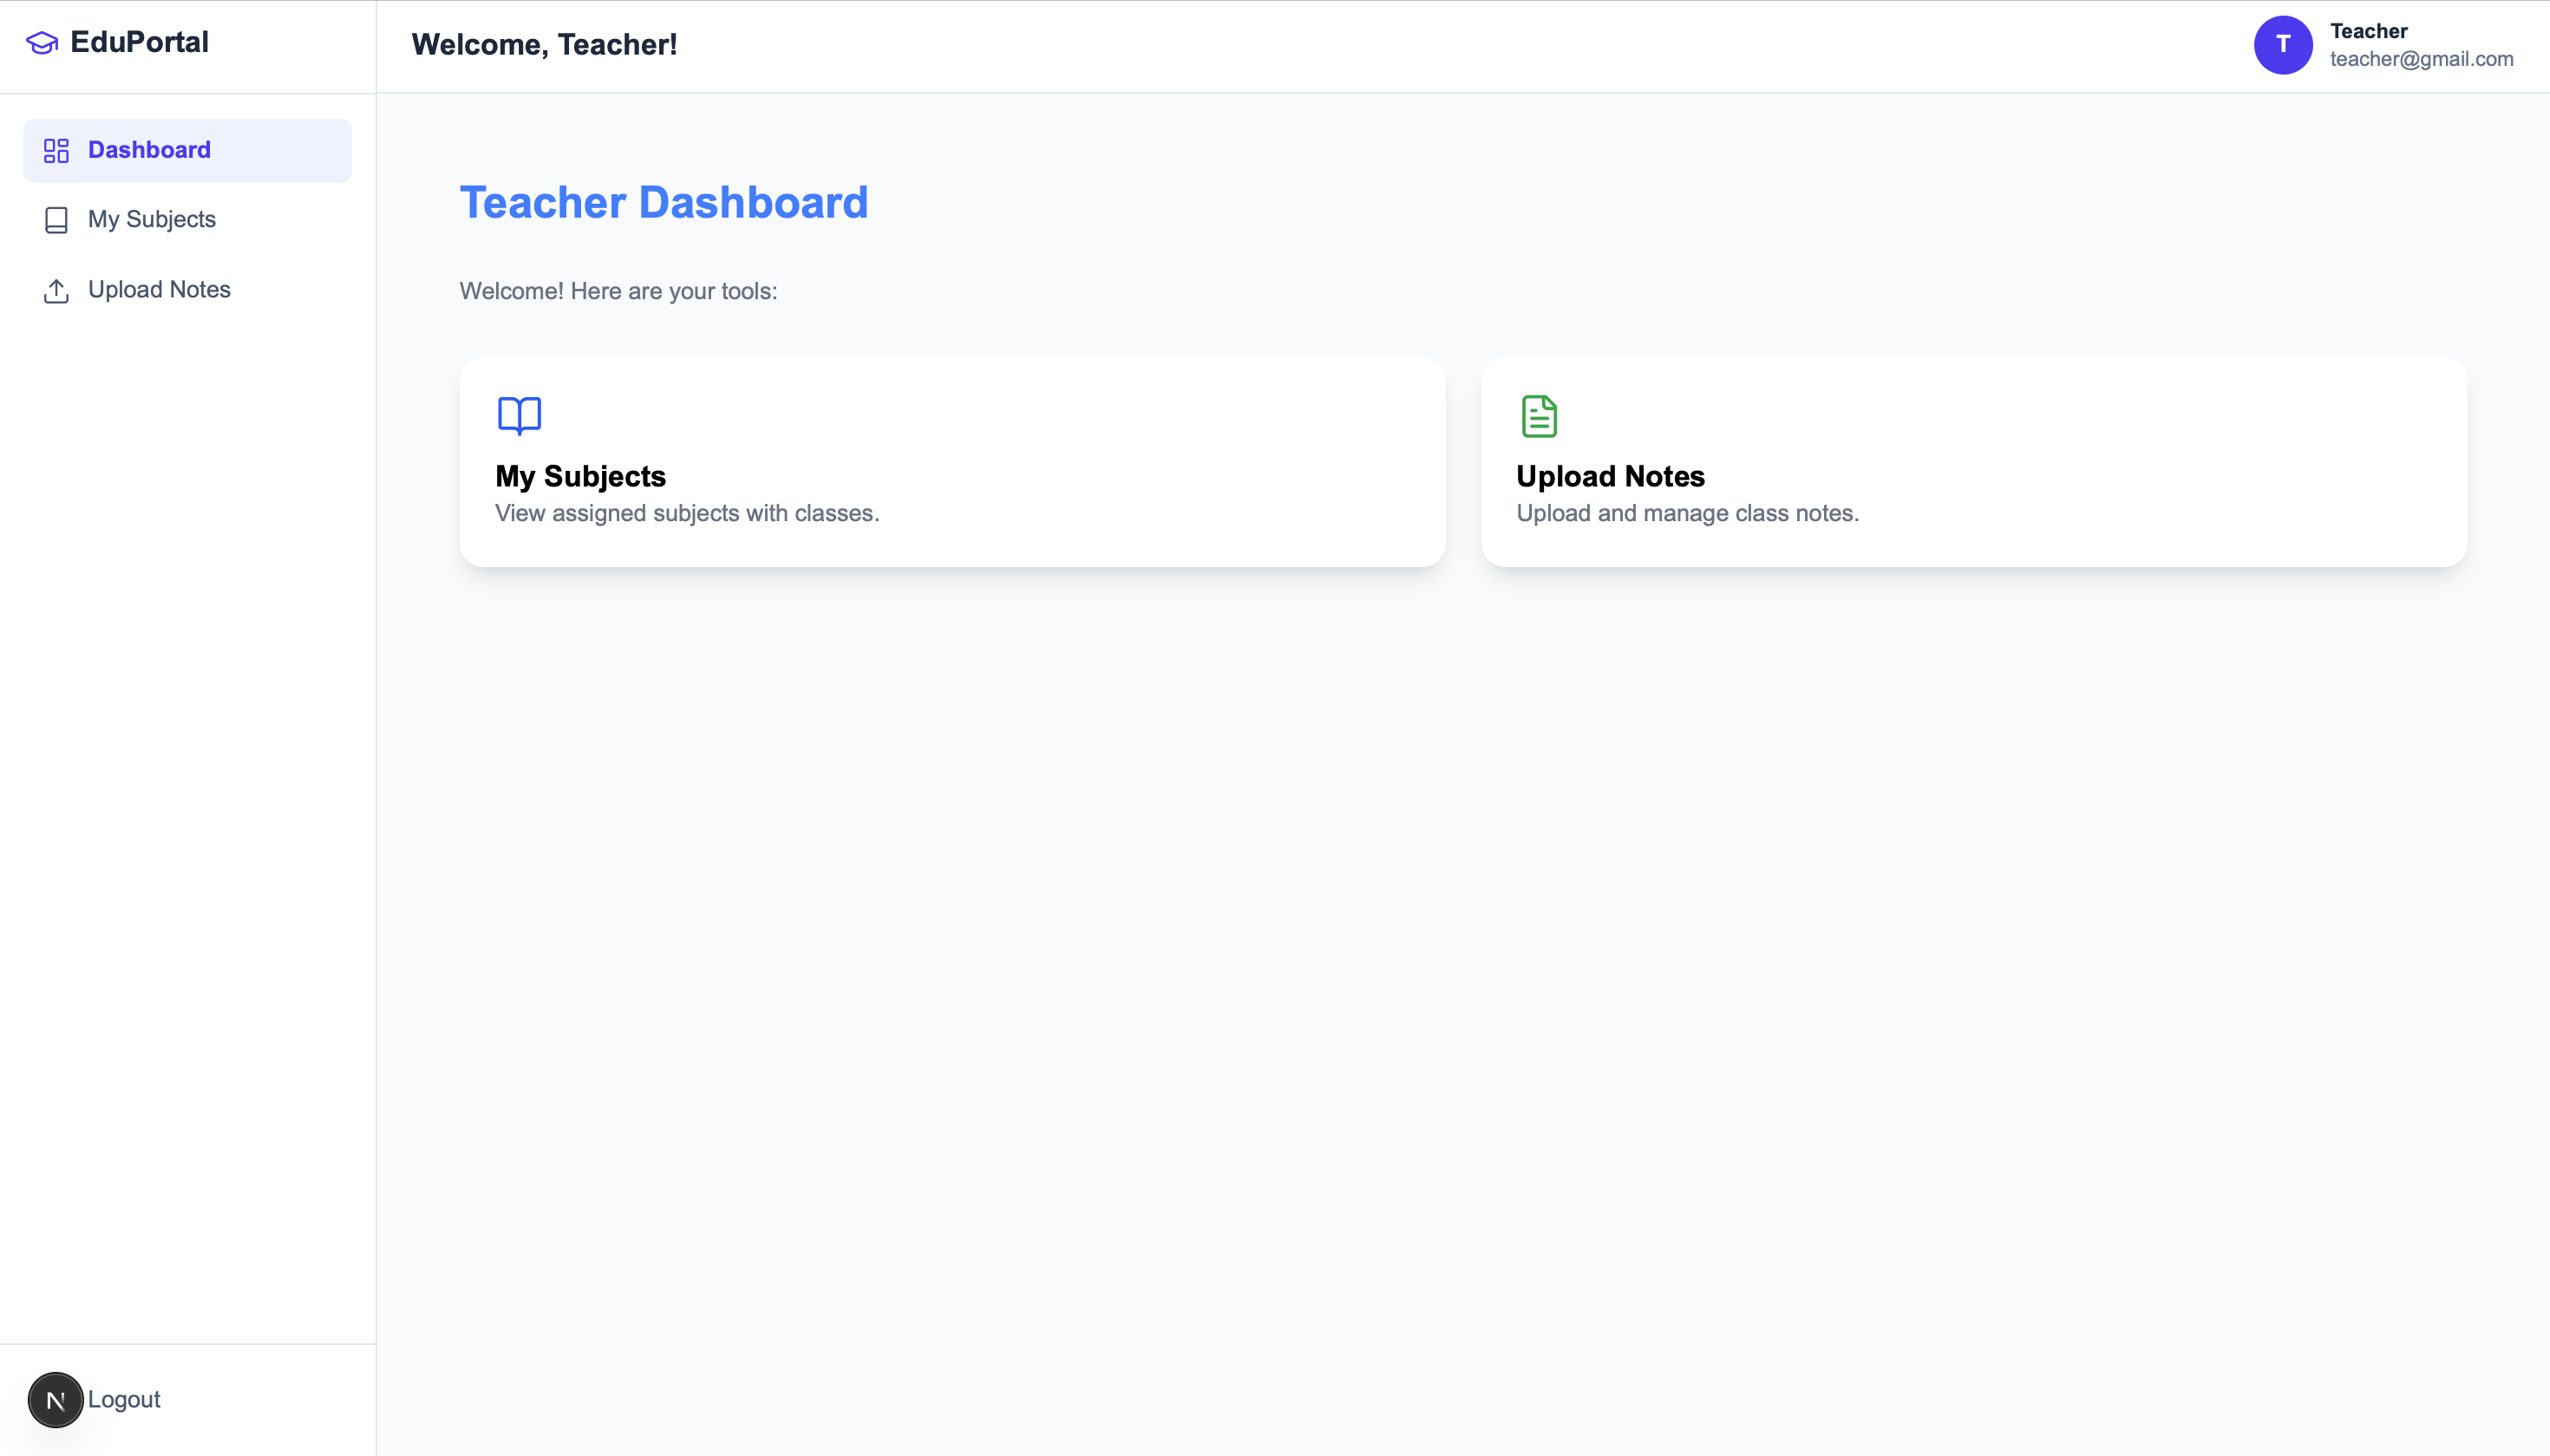 EduPortal
Welcome, Teacher!
T
Teacher
teacher@gmail.com
Dashboard
My Subjects
Upload Notes
Teacher Dashboard
Welcome! Here are your tools:
My Subjects
View assigned subjects with classes.
Upload Notes
Upload and manage class notes.
N
Logout